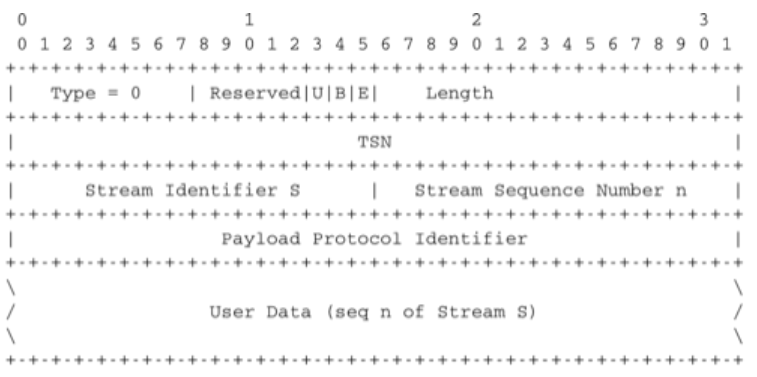 0                   1                   2                   3
 0 1 2 3 4 5 6 7 8 9 0 1 2 3 4 5 6 7 8 9 0 1 2 3 4 5 6 7 8 9 0 1
+-+-+-+-+-+-+-+-+-+-+-+-+-+-+-+-+-+-+-+-+-+-+-+-+-+-+-+-+-+-+-+-+
|   Type = 0    | Reserved|U|B|E|    Length                     |
+-+-+-+-+-+-+-+-+-+-+-+-+-+-+-+-+-+-+-+-+-+-+-+-+-+-+-+-+-+-+-+-+
|                              TSN                              |
+-+-+-+-+-+-+-+-+-+-+-+-+-+-+-+-+-+-+-+-+-+-+-+-+-+-+-+-+-+-+-+-+
|      Stream Identifier S      |   Stream Sequence Number n    |
+-+-+-+-+-+-+-+-+-+-+-+-+-+-+-+-+-+-+-+-+-+-+-+-+-+-+-+-+-+-+-+-+
|                  Payload Protocol Identifier                  |
+-+-+-+-+-+-+-+-+-+-+-+-+-+-+-+-+-+-+-+-+-+-+-+-+-+-+-+-+-+-+-+-+
\                                                               \
/                 User Data (seq n of Stream S)                 /
\                                                               \
+-+-+-+-+-+-+-+-+-+-+-+-+-+-+-+-+-+-+-+-+-+-+-+-+-+-+-+-+-+-+-+-+